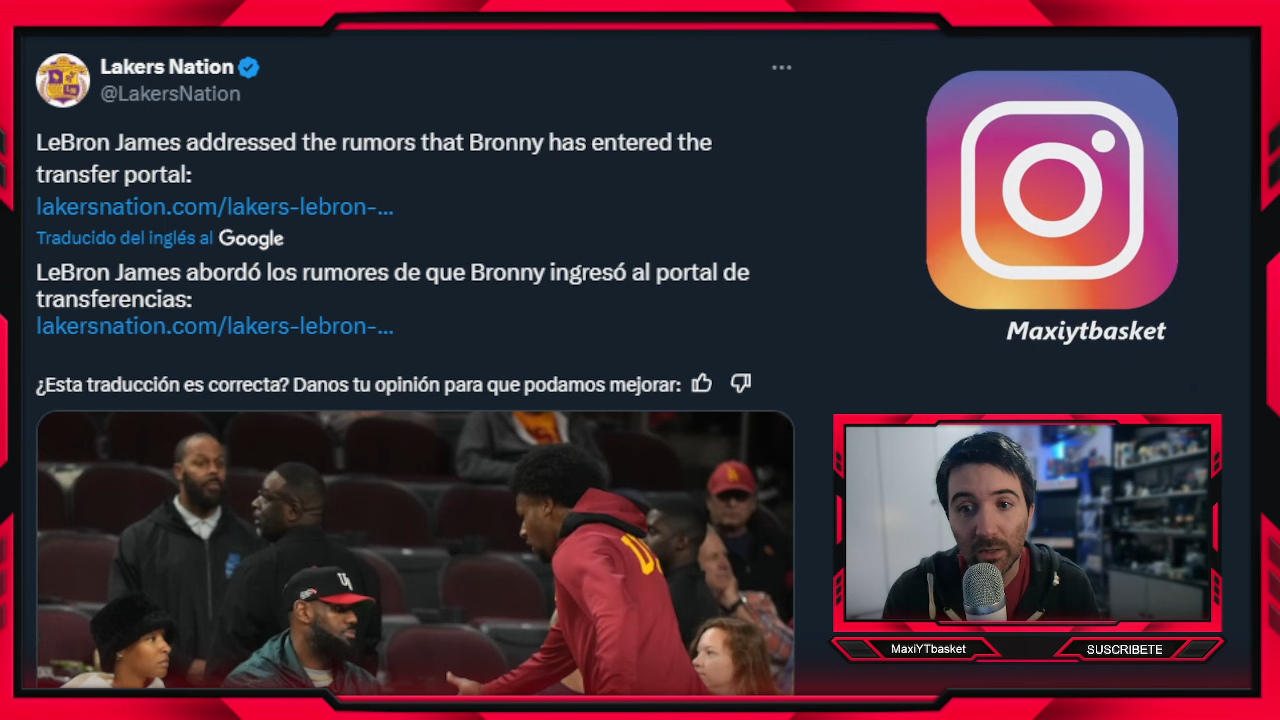 Lakers Nation
@LakersNation
LeBron James addressed the rumors that Bronny has entered the
transfer portal:
lakersnation.com/lakers-lebron-...
Traducido del inglés al Google
LeBron James abordó los rumores de que Bronny ingresó al portal de
transferencias:
lakersnation.com/lakers-lebron-...
¿Esta traducción es correcta? Danos tu opinión para que podamos mejorar:
Maxiytbasket
MaxiYTbasket
SUSCRIBETE